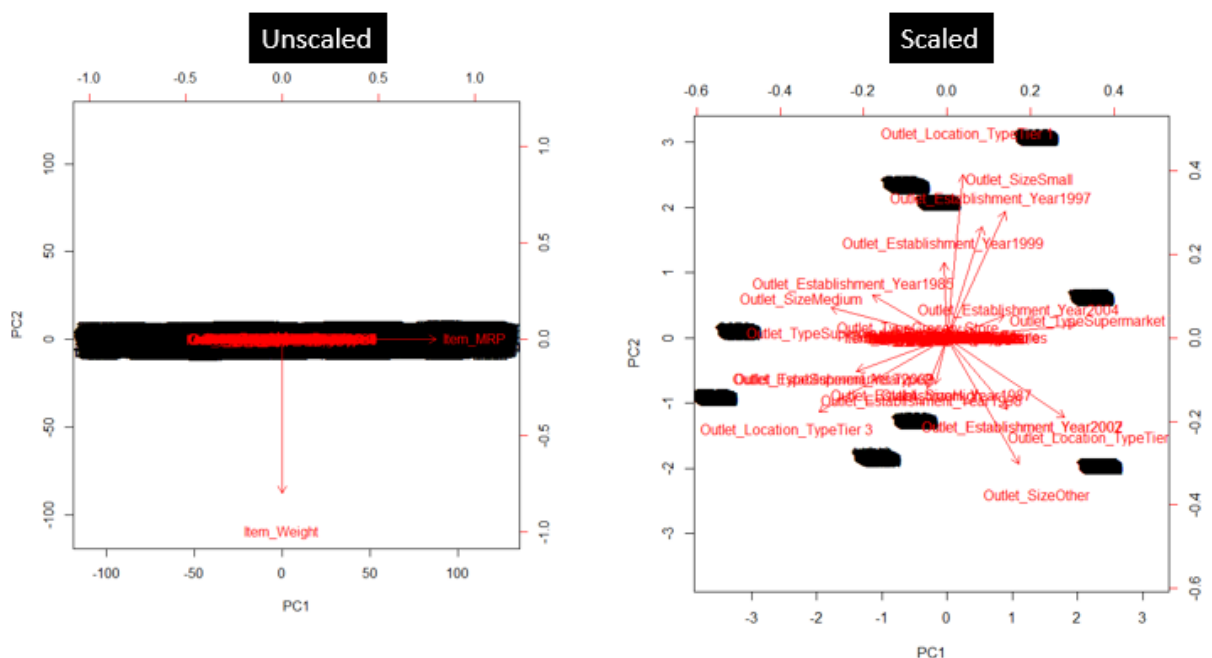 Unscaled
Scaled
-1.0 -0.5 0.0 0.5 1.0
100
50
0
-50
-100
PC2
1.0
0.5
0.0
-0.5
-1.0
Item_MRP
Item_Weight
-100 -50 0 50 100
PC1
-0.6 -0.4 -0.2 0.0 0.2 0.4
3
2
1
0
-1
-2
-3
PC2
0.4
0.2
0.0
-0.2
-0.4
-0.6
Outlet_Location_TypeTier 1
Outlet_SizeSmall
Outlet_Establishment_Year1997
Outlet_Establishment_Year1999
Outlet_Establishment_Year1985
Outlet_SizeMedium
Outlet_Establishment_Year2004
Outlet_TypeSupermarket
Outlet_TypeGrocery Store
Outlet_Establishment_Year1987
Outlet_Location_TypeTier 3
Outlet_Establishment_Year2002
Outlet_Location_TypeTier
Outlet_SizeOther
-3 -2 -1 0 1 2 3
PC1